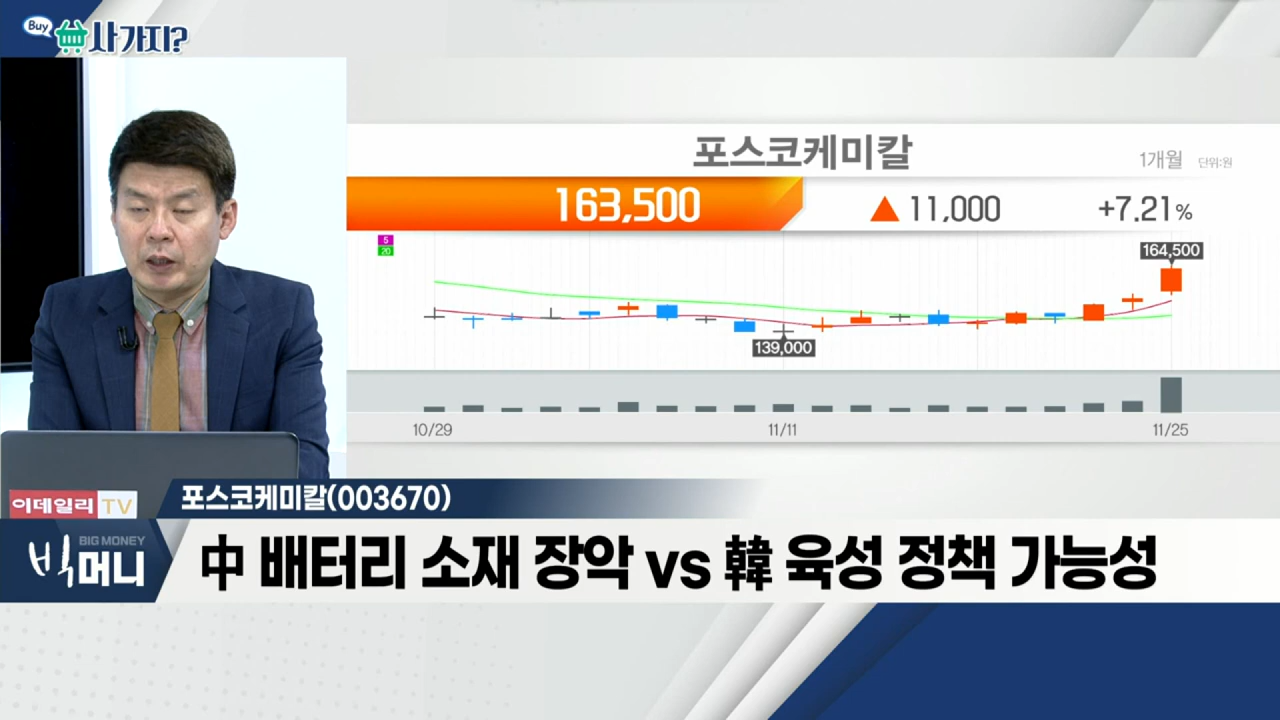 Buy 사 가지?
포스코케미칼
1개월 단위:원
163,500 ▲ 11,000 +7.21%
5
20
164,500
139,000
10/29 11/11 11/25
이데일리 TV
포스코케미칼(003670)
BIG MONEY
빅머니
中 배터리 소재 장악 vs 韓 육성 정책 가능성